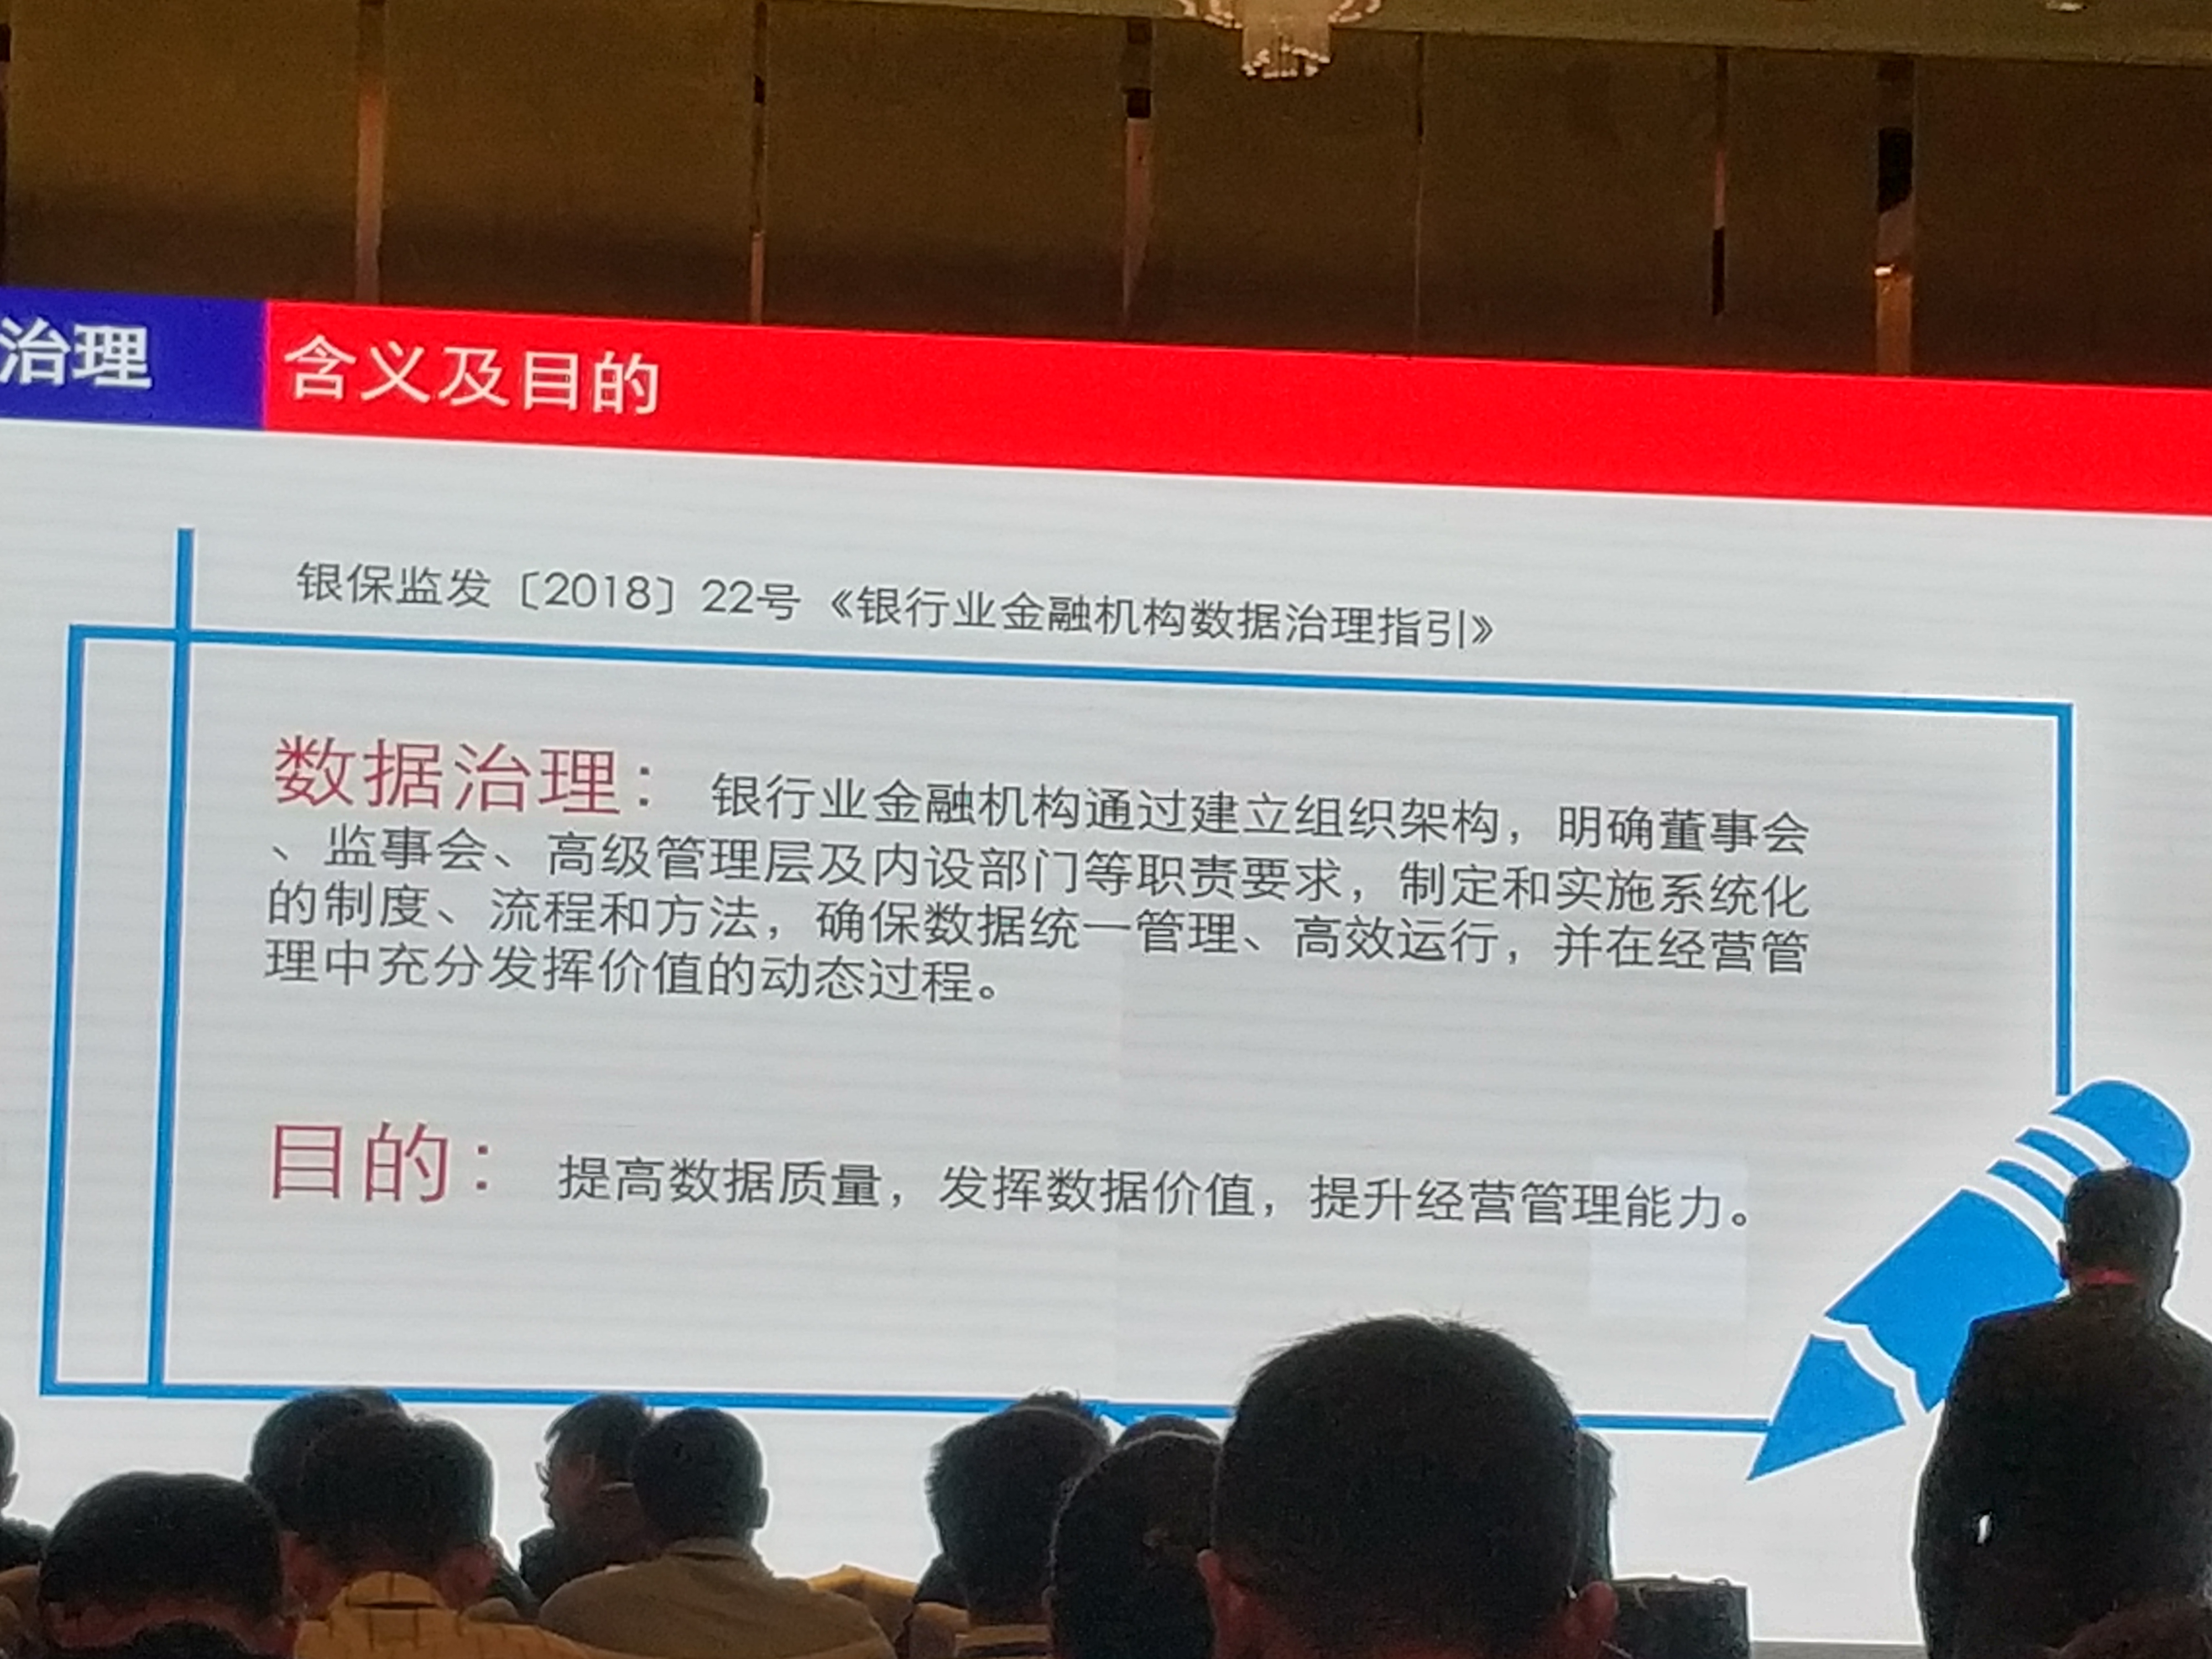 治理 含义及目的
银保监发〔2018〕22号《银行业金融机构数据治理指引》
数据治理： 银行业金融机构通过建立组织架构，明确董事会
、监事会、高级管理层及内设部门等职责要求，制定和实施系统化
的制度、流程和方法，确保数据统一管理、高效运行，并在经营管
理中充分发挥价值的动态过程。
目的： 提高数据质量，发挥数据价值，提升经营管理能力。